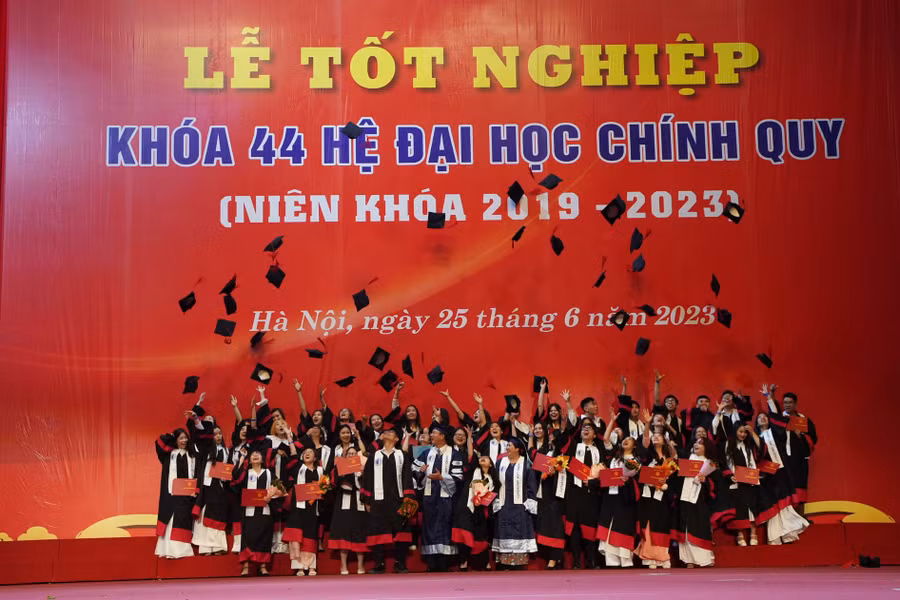 LỄ TỐT NGHIỆP
KHÓA 44 HỆ ĐẠI HỌC CHÍNH QUY
(NIÊN KHÓA 2019 - 2023)
Hà Nội, ngày 25 tháng 6 năm 2023